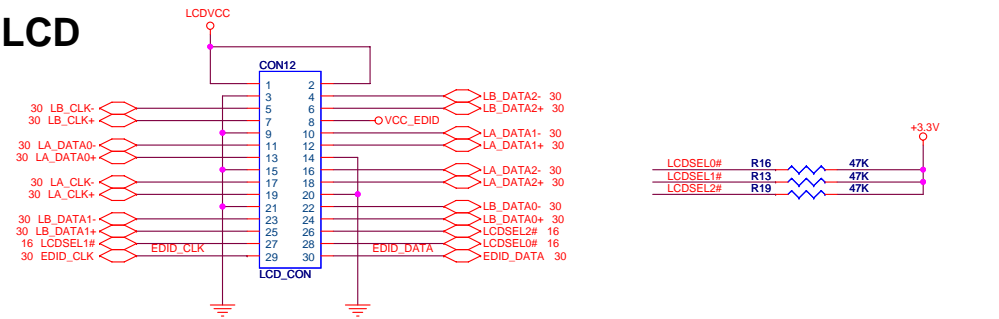 LCD
LCDVCC
CON12
1 2
3 4 LB_DATA2- 30
30 LB_CLK- 5 6 LB_DATA2+ 30
30 LB_CLK+ 7 8 VCC_EDID
9 10 LA_DATA1- 30
30 LA_DATA0- 11 12 LA_DATA1+ 30
30 LA_DATA0+ 13 14
15 16 LA_DATA2- 30
30 LA_CLK- 17 18 LA_DATA2+ 30
30 LA_CLK+ 19 20
21 22 LB_DATA0- 30
30 LB_DATA1- 23 24 LB_DATA0+ 30
30 LB_DATA1+ 25 26 LCDSEL2# 16
16 LCDSEL1# 27 28 LCDSEL0# 16
30 EDID_CLK EDID_CLK 29 30 EDID_DATA EDID_DATA 30
LCD_CON
+3.3V
LCDSEL0# R16 47K
LCDSEL1# R13 47K
LCDSEL2# R19 47K